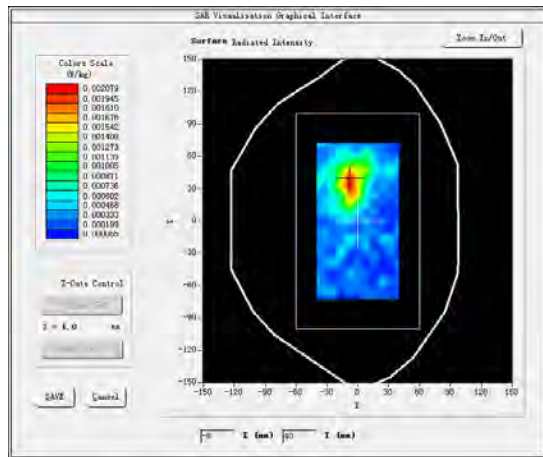 SAR Visualisation Graphical Interface
Surface Radiated Intensity
Zoom In/Out
Colors Scale
(W/kg)
0.002079
0.001945
0.001810
0.001676
0.001542
0.001408
0.001273
0.001139
0.001005
0.000871
0.000736
0.000602
0.000468
0.000333
0.000199
0.000065
150
120
90
60
30
0
-30
-60
-90
-120
-150
Y
-150 -120 -90 -60 -30 0 30 60 90 120 150
X
Z-Cuts Control
mm
SAVE Cancel
-8 X (mm) 40 Y (mm)